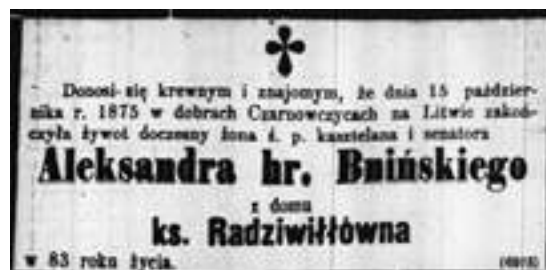 Donosi się krewnym i znajomym, że dnia 15 paździer-
nika r. 1875 w dobrach Czarnowczycach na Litwie zakoń-
czyła żywot doczesny żona ś. p. kasztelana i senatora
Aleksandra hr. Bnińskiego
z domu
ks. Radziwiłłówna
w 83 roku życia.